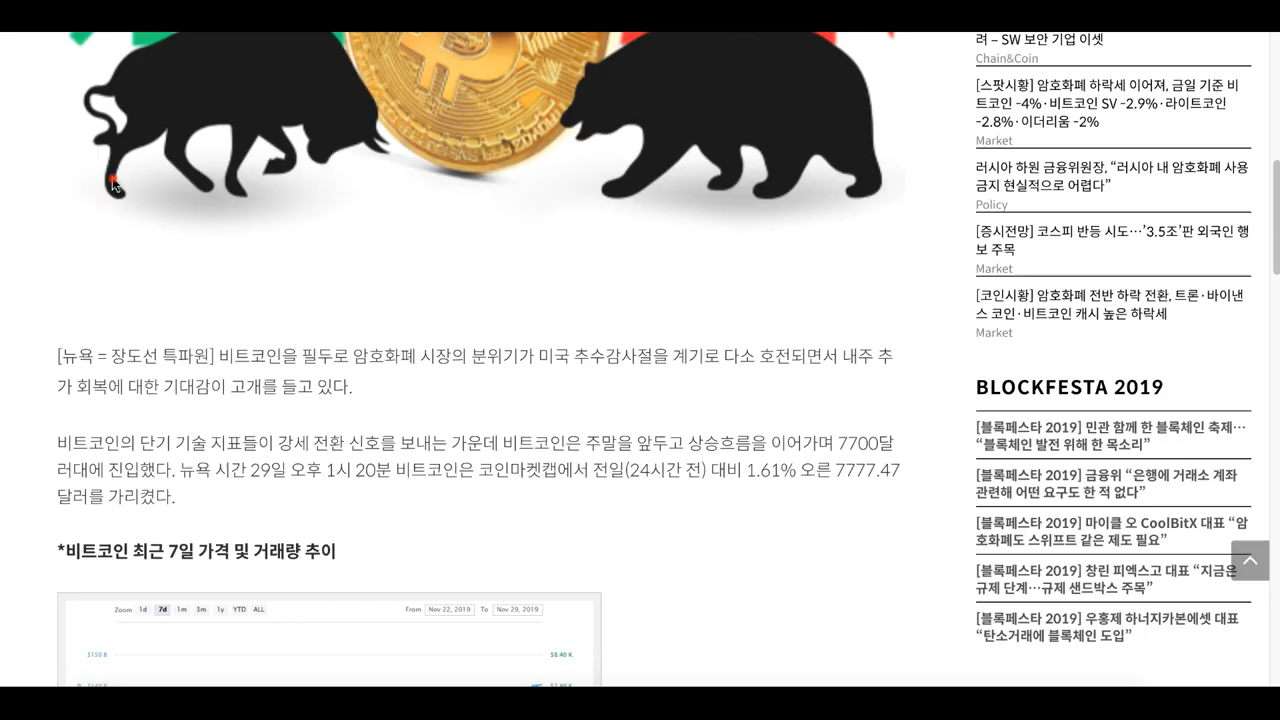 [뉴욕 = 장도선 특파원] 비트코인을 필두로 암호화폐 시장의 분위기가 미국 추수감사절을 계기로 다소 호전되면서 내주 추
가 회복에 대한 기대감이 고개를 들고 있다.
비트코인의 단기 기술 지표들이 강세 전환 신호를 보내는 가운데 비트코인은 주말을 앞두고 상승흐름을 이어가며 7700달
러대에 진입했다. 뉴욕 시간 29일 오후 1시 20분 비트코인은 코인마켓캡에서 전일(24시간 전) 대비 1.61% 오른 7777.47
달러를 가리켰다.
*비트코인 최근 7일 가격 및 거래량 추이
Zoom 1d 7d 1m 3m 1y YTD ALL From Nov 22, 2019 To Nov 29, 2019
$150 B $8.40 K
려 – SW 보안 기업 이셋
Chain&Coin
[스팟시황] 암호화폐 하락세 이어져, 금일 기준 비
트코인 -4%·비트코인 SV -2.9%·라이트코인
-2.8%·이더리움 -2%
Market
러시아 하원 금융위원장, “러시아 내 암호화폐 사용
금지 현실적으로 어렵다”
Policy
[증시전망] 코스피 반등 시도…’3.5조’판 외국인 행
보 주목
Market
[코인시황] 암호화폐 전반 하락 전환, 트론·바이낸
스 코인·비트코인 캐시 높은 하락세
Market
BLOCKFESTA 2019
[블록페스타 2019] 민관 함께 한 블록체인 축제…
“블록체인 발전 위해 한 목소리”
[블록페스타 2019] 금융위 “은행에 거래소 계좌
관련해 어떤 요구도 한 적 없다”
[블록페스타 2019] 마이클 오 CoolBitX 대표 “암
호화폐도 스위프트 같은 제도 필요”
[블록페스타 2019] 창린 피엑스고 대표 “지금은
규제 단계…규제 샌드박스 주목”
[블록페스타 2019] 우홍제 하너지카본에셋 대표
“탄소거래에 블록체인 도입”